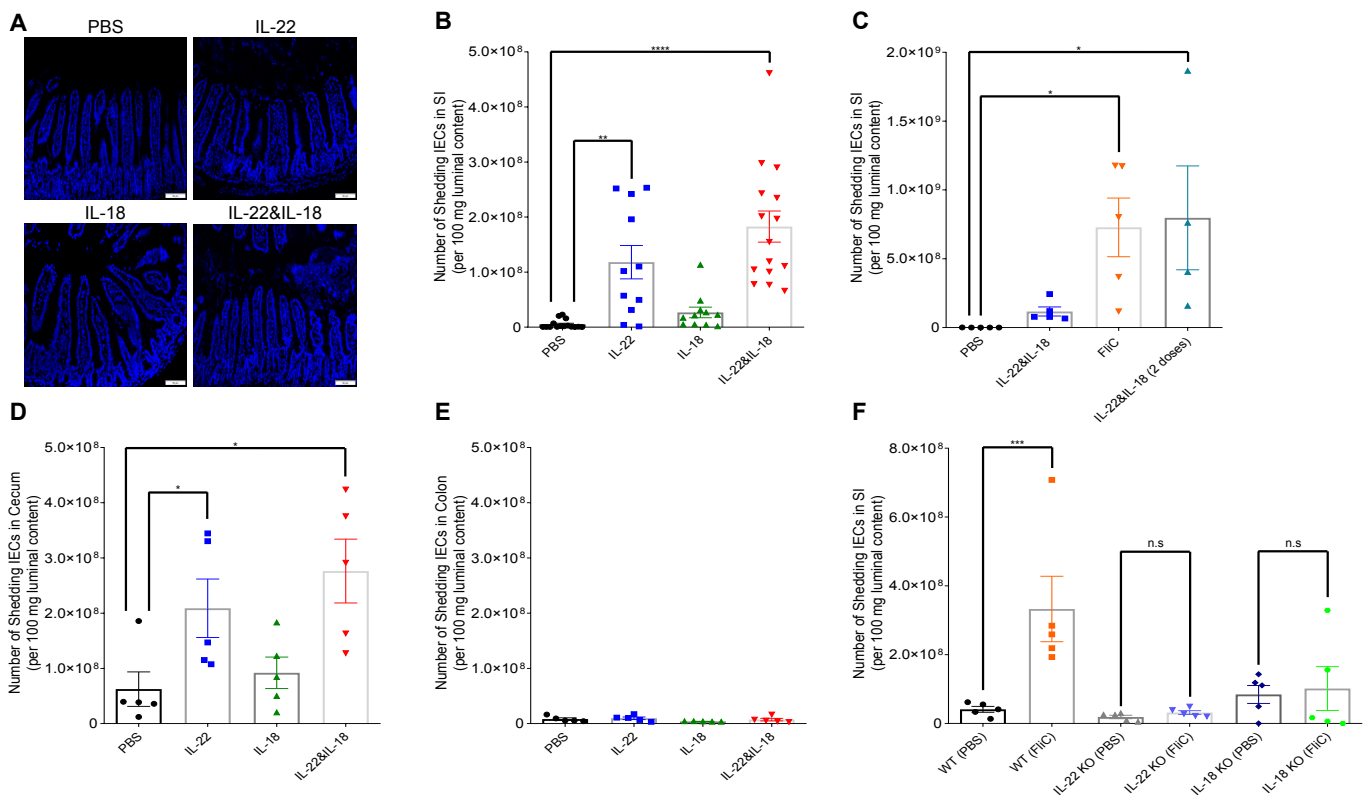 A
PBS
IL-22
IL-18
IL-22&IL-18
B
Number of Shedding IECs in SI
(per 100 mg luminal content)
5.0×10⁸
4.0×10⁸
3.0×10⁸
2.0×10⁸
1.0×10⁸
0
****
**
PBS
IL-22
IL-18
IL-22&IL-18
C
Number of Shedding IECs in SI
(per 100 mg luminal content)
2.0×10⁹
1.5×10⁹
1.0×10⁹
5.0×10⁸
0
*
*
PBS
IL-22&IL-18
FliC
IL-22&IL-18 (2 doses)
D
Number of Shedding IECs in Cecum
(per 100 mg luminal content)
5.0×10⁸
4.0×10⁸
3.0×10⁸
2.0×10⁸
1.0×10⁸
0
*
*
PBS
IL-22
IL-18
IL-22&IL-18
E
Number of Shedding IECs in Colon
(per 100 mg luminal content)
5.0×10⁸
4.0×10⁸
3.0×10⁸
2.0×10⁸
1.0×10⁸
0
PBS
IL-22
IL-18
IL-22&IL-18
F
Number of Shedding IECs in SI
(per 100 mg luminal content)
8.0×10⁸
6.0×10⁸
4.0×10⁸
2.0×10⁸
0
***
n.s
n.s
WT (PBS)
WT (FliC)
IL-22 KO (PBS)
IL-22 KO (FliC)
IL-18 KO (PBS)
IL-18 KO (FliC)